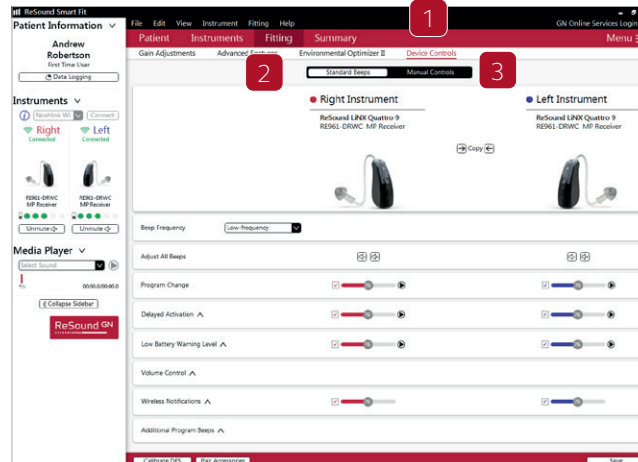 ReSound Smart Fit
Patient Information
File Edit View Instrument Fitting Help
GN Online Services Login
Patient Instruments Fitting Summary
Menu
1
Andrew
Robertson
First Time User
Data Logging
Gain Adjustments Advanced Features Environmental Optimizer II Device Controls
2
Standard Beeps Manual Controls
3
Instruments
Noahlink Wi Connect
Right Left
Connected Connected
RE961-DRWC RE961-DRWC
MP Receiver MP Receiver
Unmute Unmute
Right Instrument
ReSound LiNX Quattro 9
RE961-DRWC MP Receiver
Copy
Left Instrument
ReSound LiNX Quattro 9
RE961-DRWC MP Receiver
Media Player
Select Sound
00:00.0/00:00.0
Collapse Sidebar
ReSound GN
Beep Frequency Low-frequency
Adjust All Beeps
Program Change
Delayed Activation
Low Battery Warning Level
Volume Control
Wireless Notifications
Additional Program Beeps
Calibrate DFS Pair Accessories Save